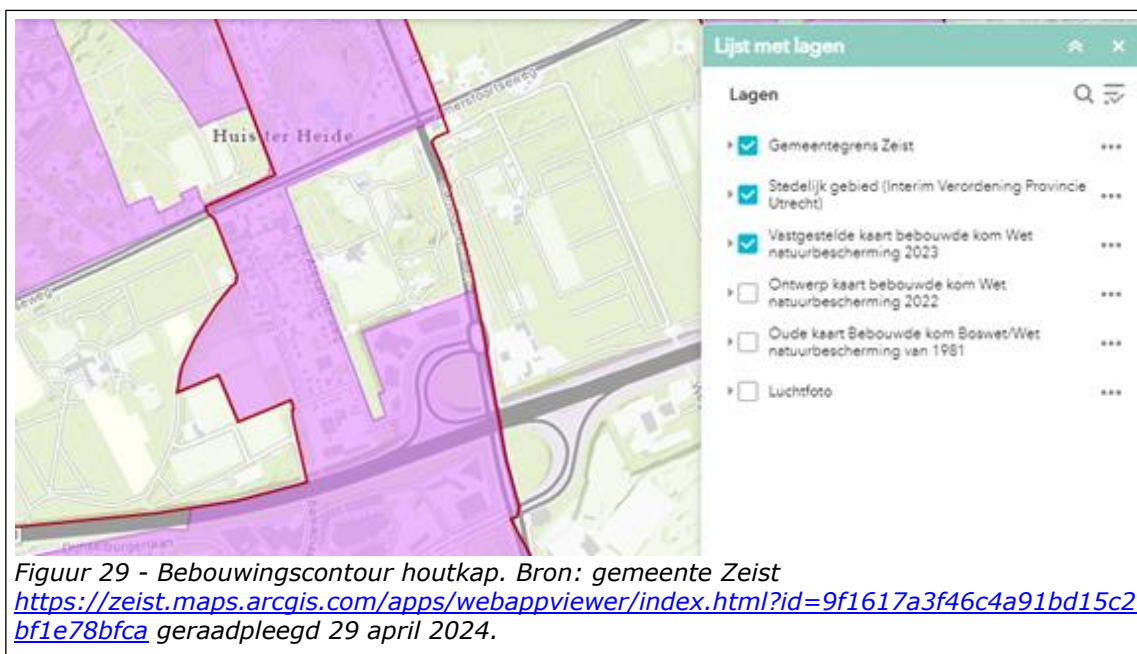 Huis ter Heide
Lijst met lagen
Lagen
Gemeentegrens Zeist
Stedelijk gebied (Interim Verordening Provincie
Utrecht)
Vastgestelde kaart bebouwde kom Wet
natuurbescherming 2023
Ontwerp kaart bebouwde kom Wet
natuurbescherming 2022
Oude kaart Bebouwde kom Boswet/Wet
natuurbescherming van 1981
Luchtfoto
Figuur 29 - Bebouwingscontour houtkap. Bron: gemeente Zeist
https://zeist.maps.arcgis.com/apps/webappviewer/index.html?id=9f1617a3f46c4a91bd15c2
bf1e78bfca geraadpleegd 29 april 2024.